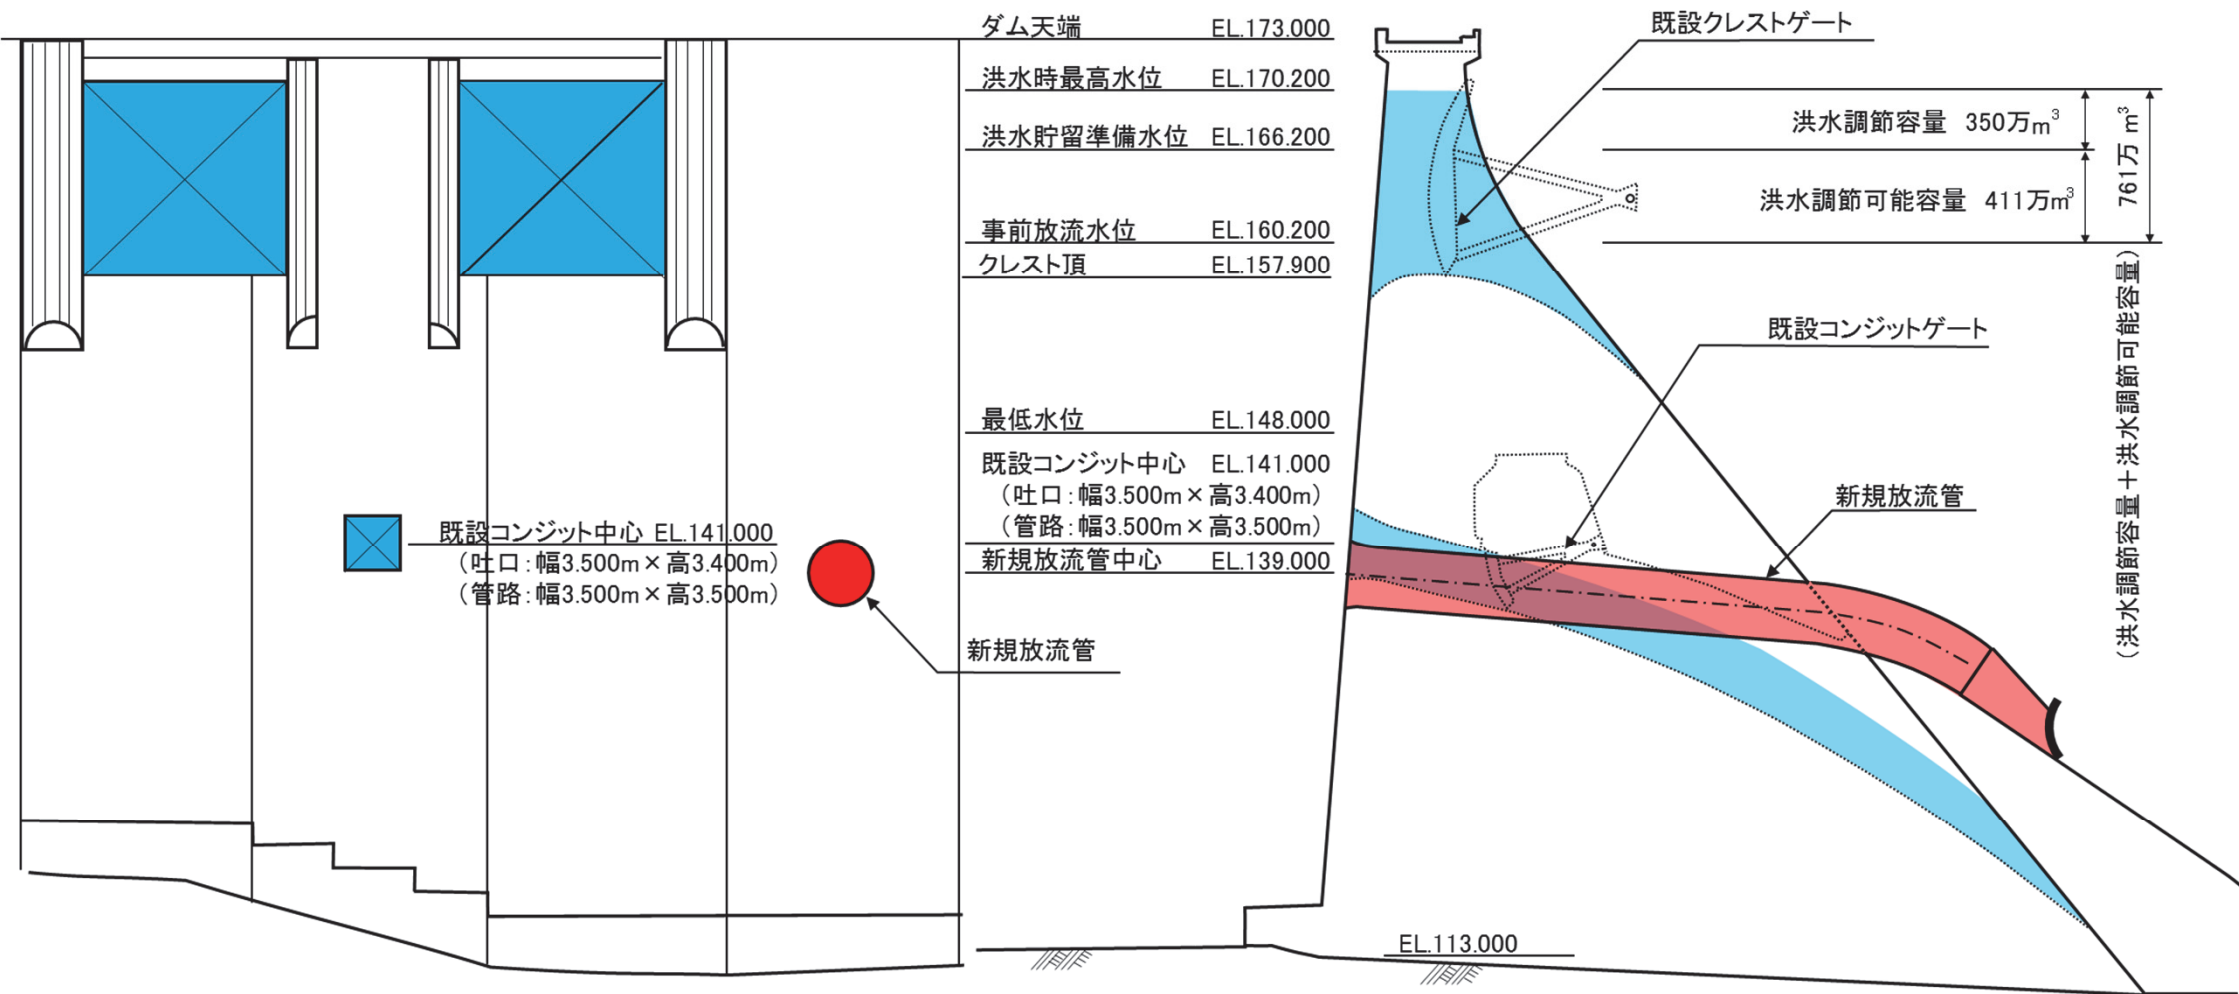 ダム天端 EL.173.000
洪水時最高水位 EL.170.200
洪水貯留準備水位 EL.166.200
事前放流水位 EL.160.200
クレスト頂 EL.157.900
最低水位 EL.148.000
既設コンジット中心 EL.141.000
（吐口：幅3.500m×高3.400m）
（管路：幅3.500m×高3.500m）
新規放流管中心 EL.139.000
既設コンジット中心 EL.141.000
（吐口：幅3.500m×高3.400m）
（管路：幅3.500m×高3.500m）
新規放流管
既設クレストゲート
洪水調節容量 350万m³
洪水調節可能容量 411万m³
761万m³
（洪水調節容量＋洪水調節可能容量）
既設コンジットゲート
新規放流管
EL.113.000